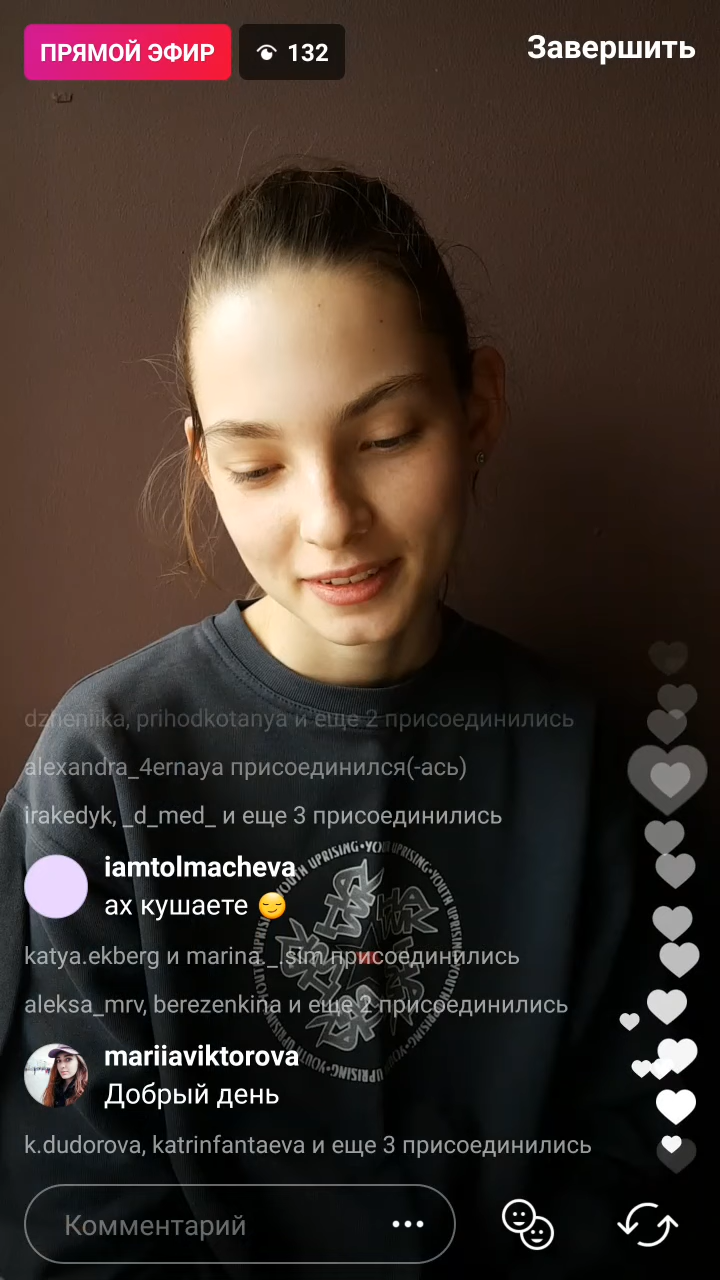 ПРЯМОЙ ЭФИР
132
Завершить
dzheniika, prihodkotanya и еще 2 присоединились
alexandra_4ernaya присоединился(-ась)
irakedyk, _d_med_ и еще 3 присоединились
iamtolmacheva
ах кушаете 😏
katya.ekberg и marina._.sim присоединились
aleksa_mrv, berezenkina и еще 2 присоединились
mariiaviktorova
Добрый день
k.dudorova, katrinfantaeva и еще 3 присоединились
Комментарий
YOUTH UPRISING